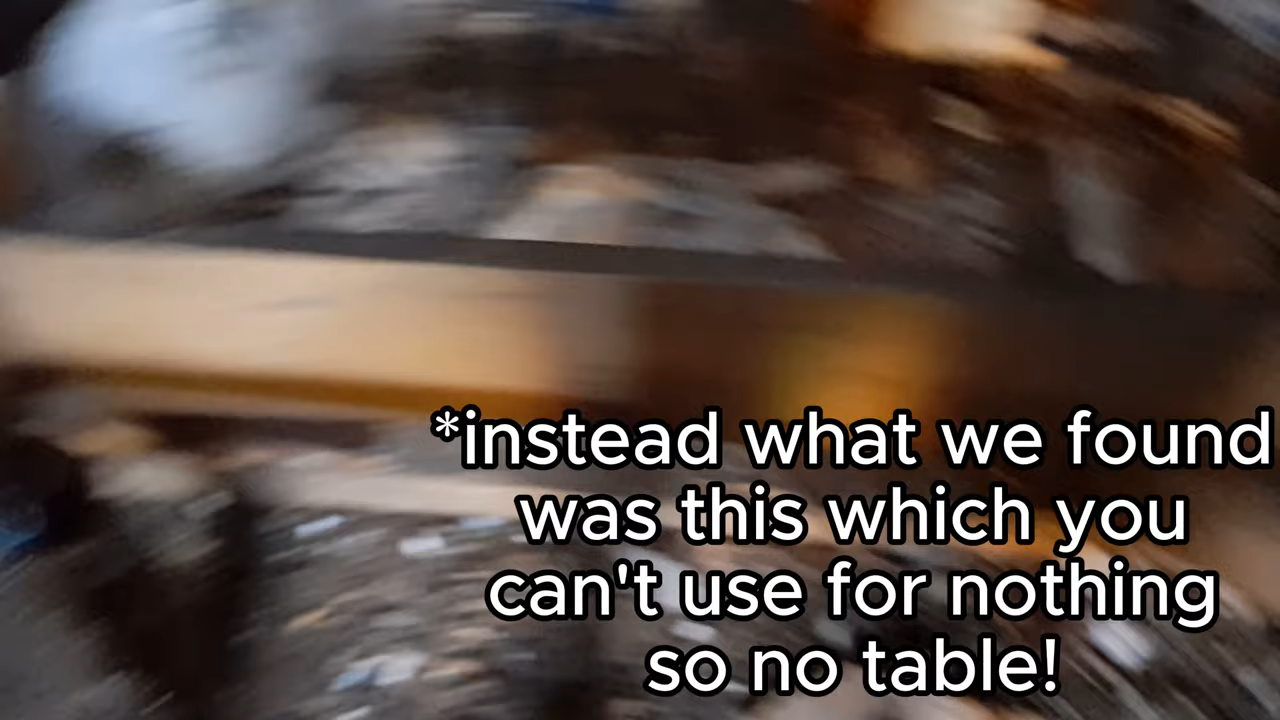 *instead what we found
was this which you
can't use for nothing
so no table!